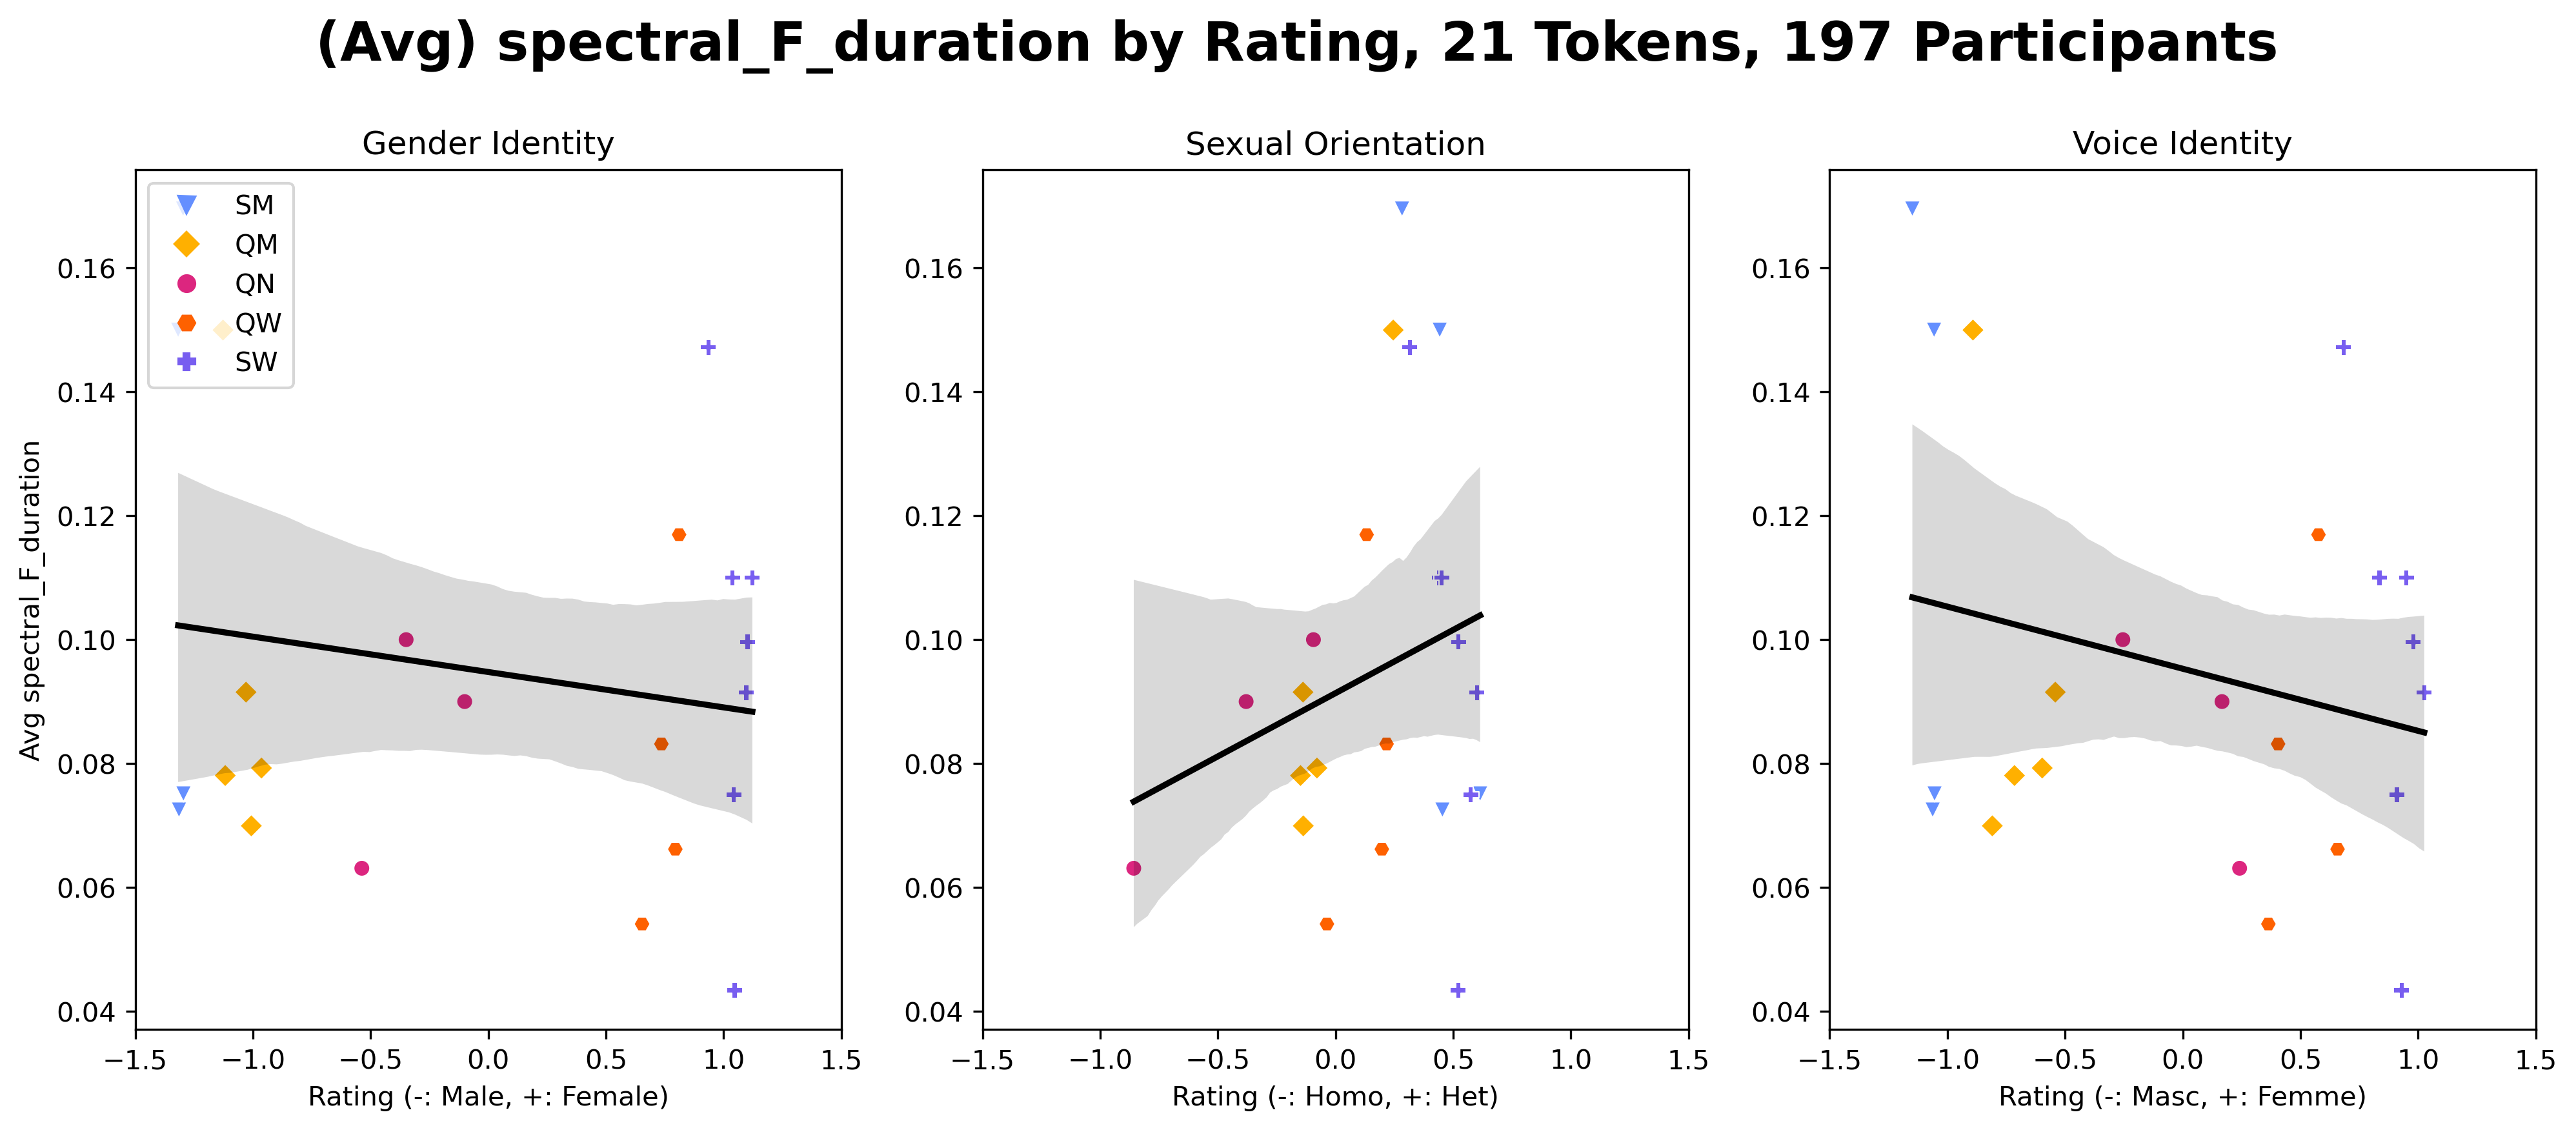 (Avg) spectral_F_duration by Rating, 21 Tokens, 197 Participants
Gender Identity
Sexual Orientation
Voice Identity
Avg spectral_F_duration
0.16
0.14
0.12
0.10
0.08
0.06
0.04
SM
QM
QN
QW
SW
−1.5 −1.0 −0.5 0.0 0.5 1.0 1.5
Rating (-: Male, +: Female)
0.16
0.14
0.12
0.10
0.08
0.06
0.04
−1.5 −1.0 −0.5 0.0 0.5 1.0 1.5
Rating (-: Homo, +: Het)
0.16
0.14
0.12
0.10
0.08
0.06
0.04
−1.5 −1.0 −0.5 0.0 0.5 1.0 1.5
Rating (-: Masc, +: Femme)